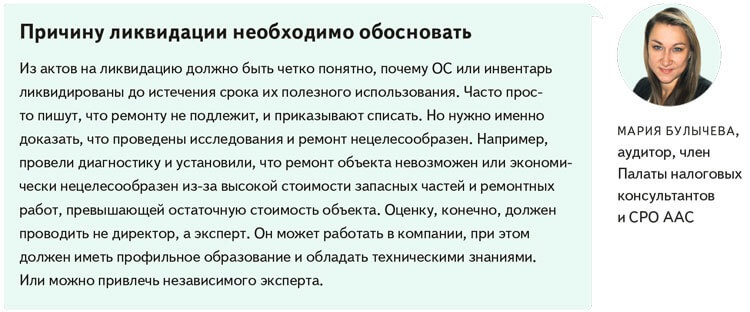 Причину ликвидации необходимо обосновать
Из актов на ликвидацию должно быть четко понятно, почему ОС или инвентарь
ликвидированы до истечения срока их полезного использования. Часто прос-
то пишут, что ремонту не подлежит, и приказывают списать. Но нужно именно
доказать, что проведены исследования и ремонт нецелесообразен. Например,
провели диагностику и установили, что ремонт объекта невозможен или экономи-
чески нецелесообразен из-за высокой стоимости запасных частей и ремонтных
работ, превышающей остаточную стоимость объекта. Оценку, конечно, должен
проводить не директор, а эксперт. Он может работать в компании, при этом
должен иметь профильное образование и обладать техническими знаниями.
Или можно привлечь независимого эксперта.
МАРИЯ БУЛЫЧЕВА,
аудитор, член
Палаты налоговых
консультантов
и СРО ААС